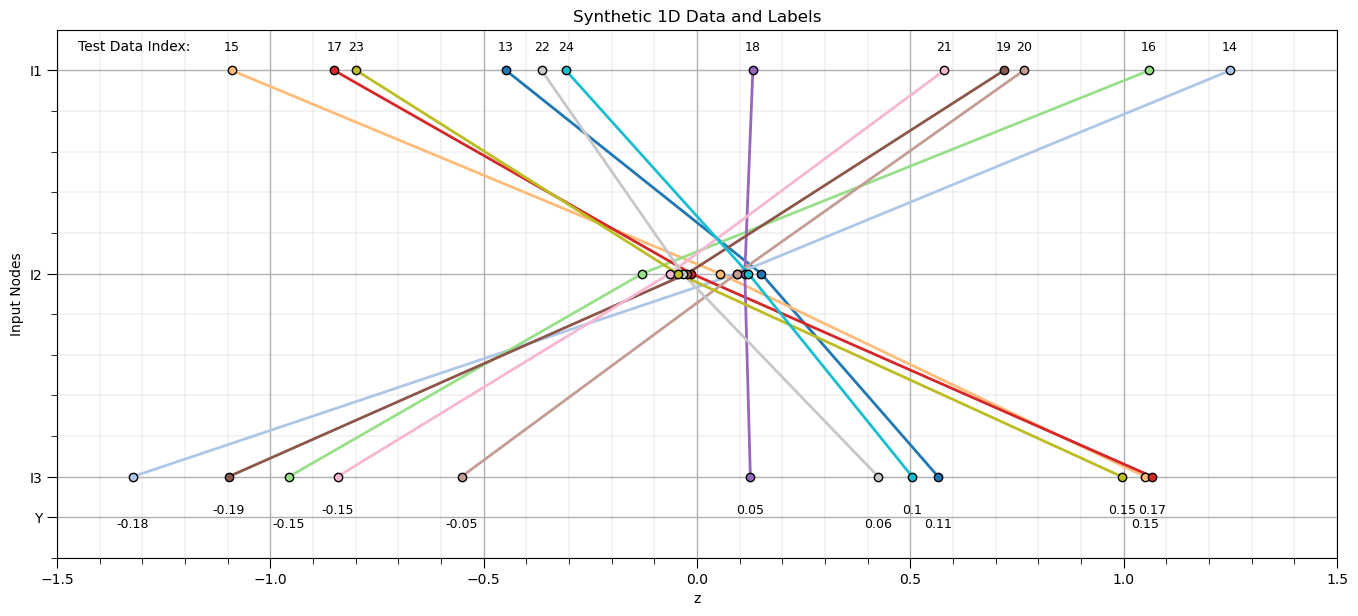 Synthetic 1D Data and Labels
Test Data Index: 15 17 23 13 22 24 18 21 19 20 16 14
I1
I2
I3
Input Nodes
-0.19 -0.15 0.05 0.1 0.15 0.17
Y
-0.18 -0.15 -0.05 0.06 0.11 0.15
−1.5 −1.0 −0.5 0.0 0.5 1.0 1.5
z